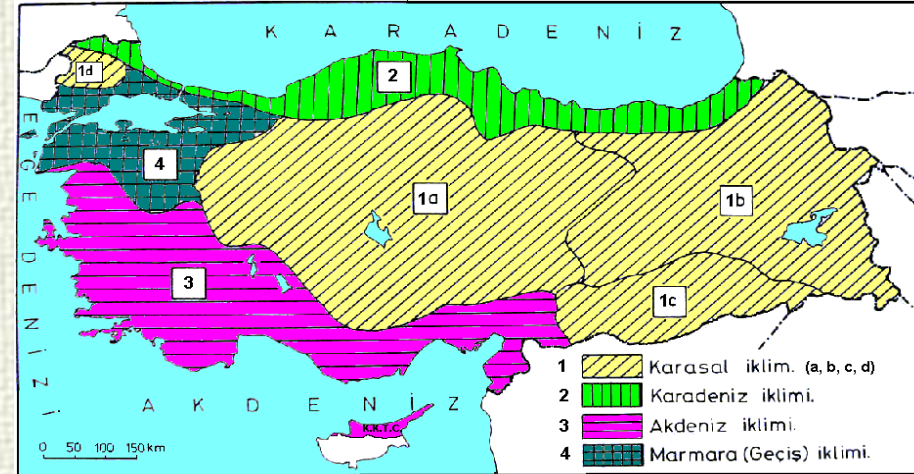 K A R A D E N İ Z
1d
2
E G E D E N İ Z İ
4
1a
1b
3
1c
A K D E N İ Z
K.K.T.C.
0 50 100 150 km
1 Karasal iklim. (a, b, c, d)
2 Karadeniz iklimi.
3 Akdeniz iklimi.
4 Marmara (Geçiş) iklimi.